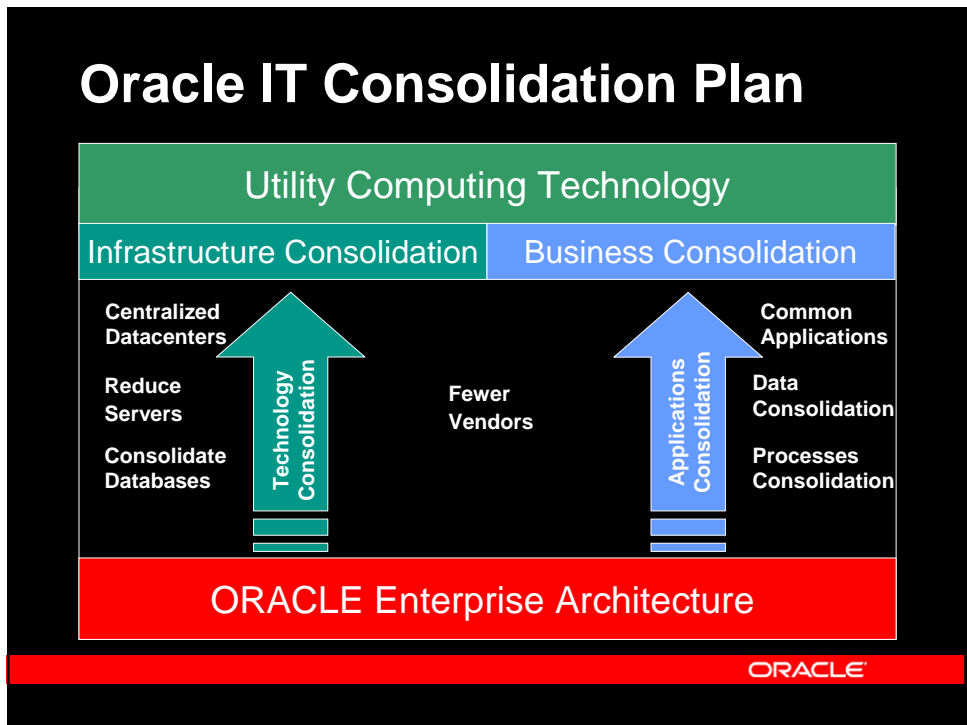 Oracle IT Consolidation Plan
Utility Computing Technology
Infrastructure Consolidation
Business Consolidation
Centralized
Datacenters
Reduce
Servers
Consolidate
Databases
Technology
Consolidation
Fewer
Vendors
Applications
Consolidation
Common
Applications
Data
Consolidation
Processes
Consolidation
ORACLE Enterprise Architecture
ORACLE